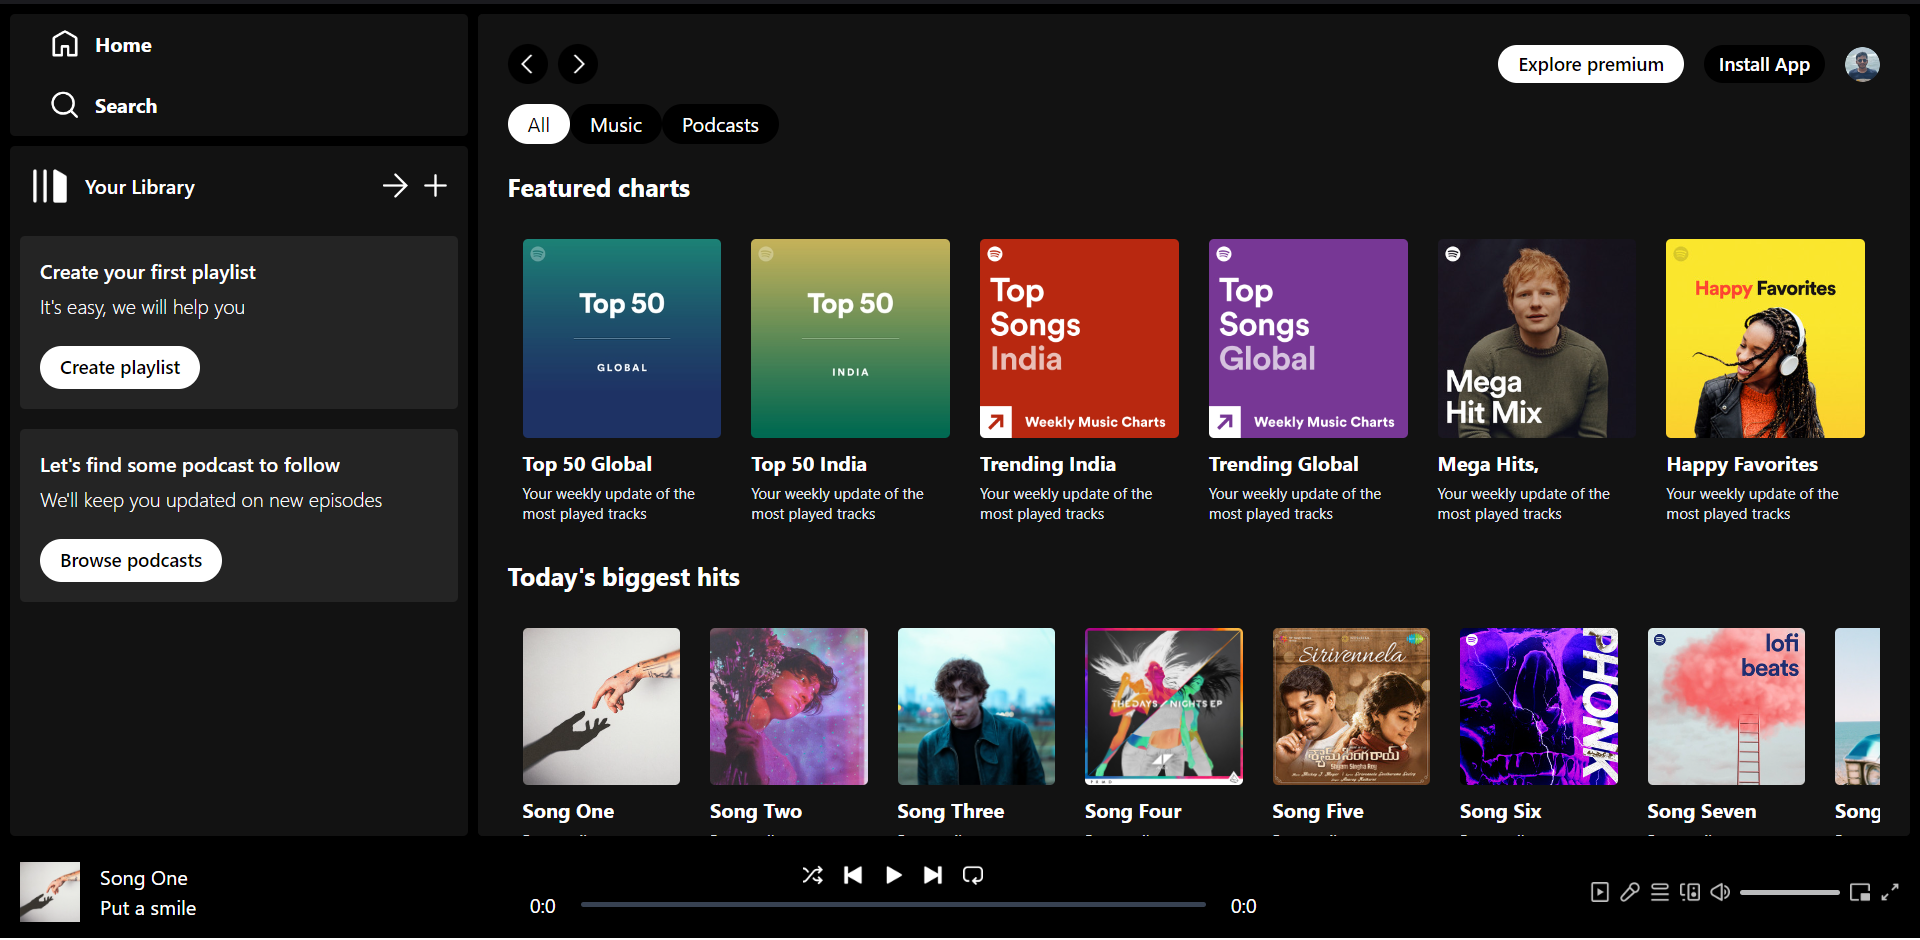 Home
Search
Your Library
Create your first playlist
It's easy, we will help you
Create playlist
Let's find some podcast to follow
We'll keep you updated on new episodes
Browse podcasts
Explore premium
Install App
All
Music
Podcasts
Featured charts
Top 50
GLOBAL
Top 50 Global
Your weekly update of the
most played tracks
Top 50
INDIA
Top 50 India
Your weekly update of the
most played tracks
Top
Songs
India
Weekly Music Charts
Trending India
Your weekly update of the
most played tracks
Top
Songs
Global
Weekly Music Charts
Trending Global
Your weekly update of the
most played tracks
Mega
Hit Mix
Mega Hits,
Your weekly update of the
most played tracks
Happy Favorites
Happy Favorites
Your weekly update of the
most played tracks
Today's biggest hits
Song One
Song Two
Song Three
THE DAYS / NIGHTS EP
Song Four
Sirivennela
శ్యామ్ సింగరాయ్
Shyam Singha Roy
Song Five
PHONK
Song Six
lofi
beats
Song Seven
Song
Song One
Put a smile
0:0
0:0